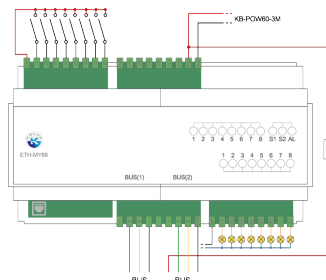 KB-POW60-3M
1 2 3 4 5 6 7 8 S1 S2 AL
ETH-MY88
1 2 3 4 5 6 7 8
BUS(1) BUS(2)
BUS BUS